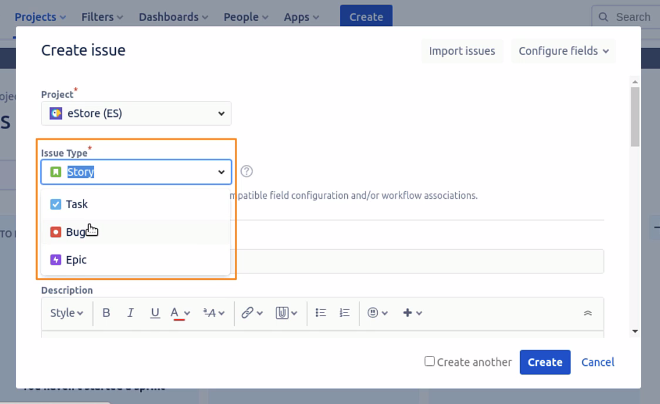 Projects Filters Dashboards People Apps Create Search
Create issue Import issues Configure fields
Project*
eStore (ES)
Issue Type*
Story
mpatible field configuration and/or workflow associations.
Task
Bug
Epic
Description
Style B I U A A
Create another Create Cancel